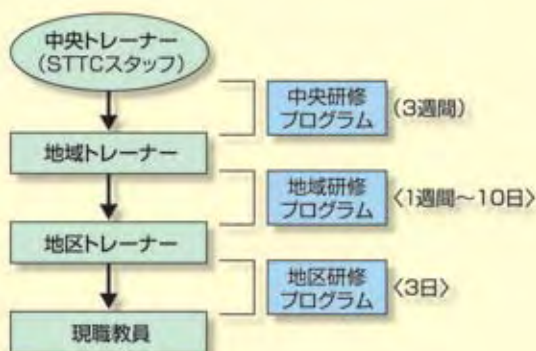 中央トレーナー
(STTCスタッフ)
中央研修
プログラム
(3週間)
地域トレーナー
地域研修
プログラム
〈1週間～10日〉
地区トレーナー
地区研修
プログラム
〈3日〉
現職教員